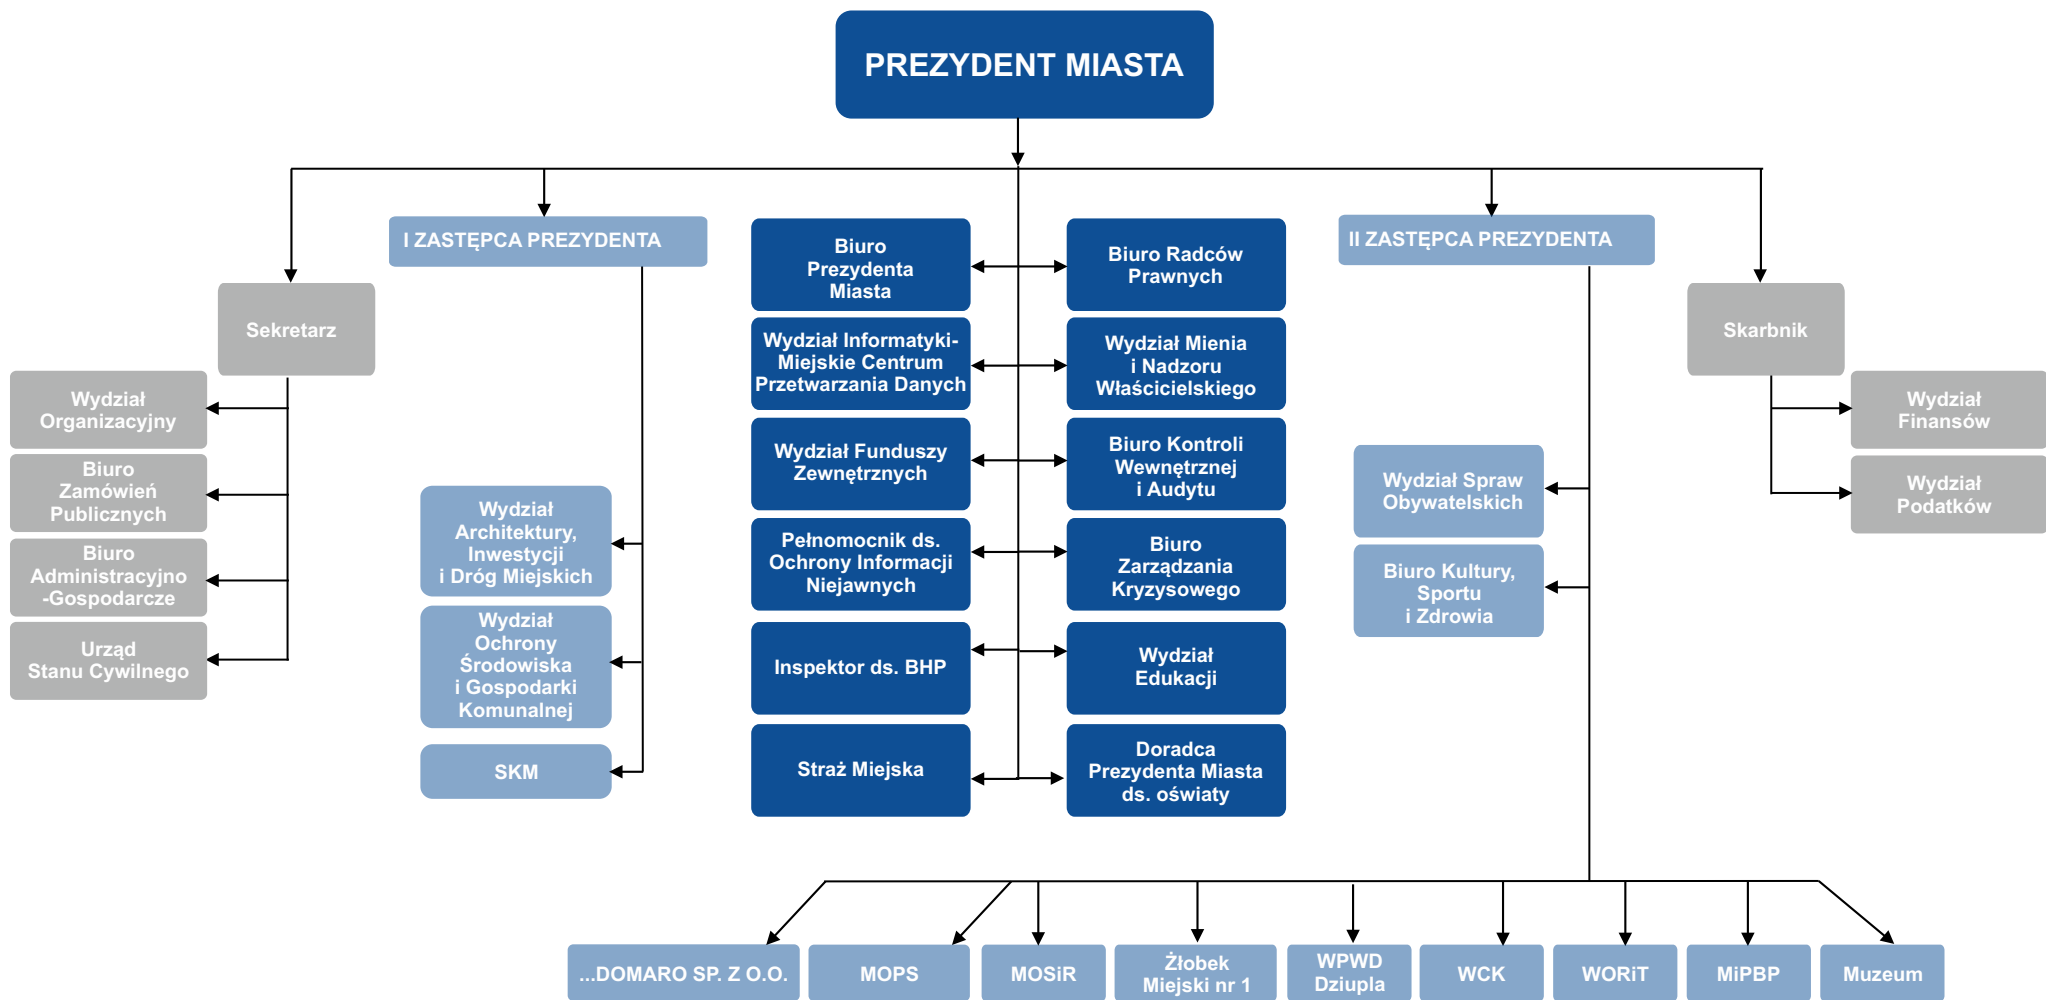 PREZYDENT MIASTA
I ZASTĘPCA PREZYDENTA
II ZASTĘPCA PREZYDENTA
Sekretarz
Skarbnik
Wydział
Organizacyjny
Biuro
Zamówień
Publicznych
Biuro
Administracyjno
-Gospodarcze
Urząd
Stanu Cywilnego
Wydział
Architektury,
Inwestycji
i Dróg Miejskich
Wydział
Ochrony
Środowiska
i Gospodarki
Komunalnej
SKM
Biuro
Prezydenta
Miasta
Biuro Radców
Prawnych
Wydział Informatyki-
Miejskie Centrum
Przetwarzania Danych
Wydział Mienia
i Nadzoru
Właścicielskiego
Wydział Funduszy
Zewnętrznych
Biuro Kontroli
Wewnętrznej
i Audytu
Pełnomocnik ds.
Ochrony Informacji
Niejawnych
Biuro
Zarządzania
Kryzysowego
Inspektor ds. BHP
Wydział
Edukacji
Straż Miejska
Doradca
Prezydenta Miasta
ds. oświaty
Wydział Spraw
Obywatelskich
Biuro Kultury,
Sportu
i Zdrowia
Wydział
Finansów
Wydział
Podatków
...DOMARO SP. Z O.O.
MOPS
MOSiR
Żłobek
Miejski nr 1
WPWD
Dziupla
WCK
WORiT
MiPBP
Muzeum